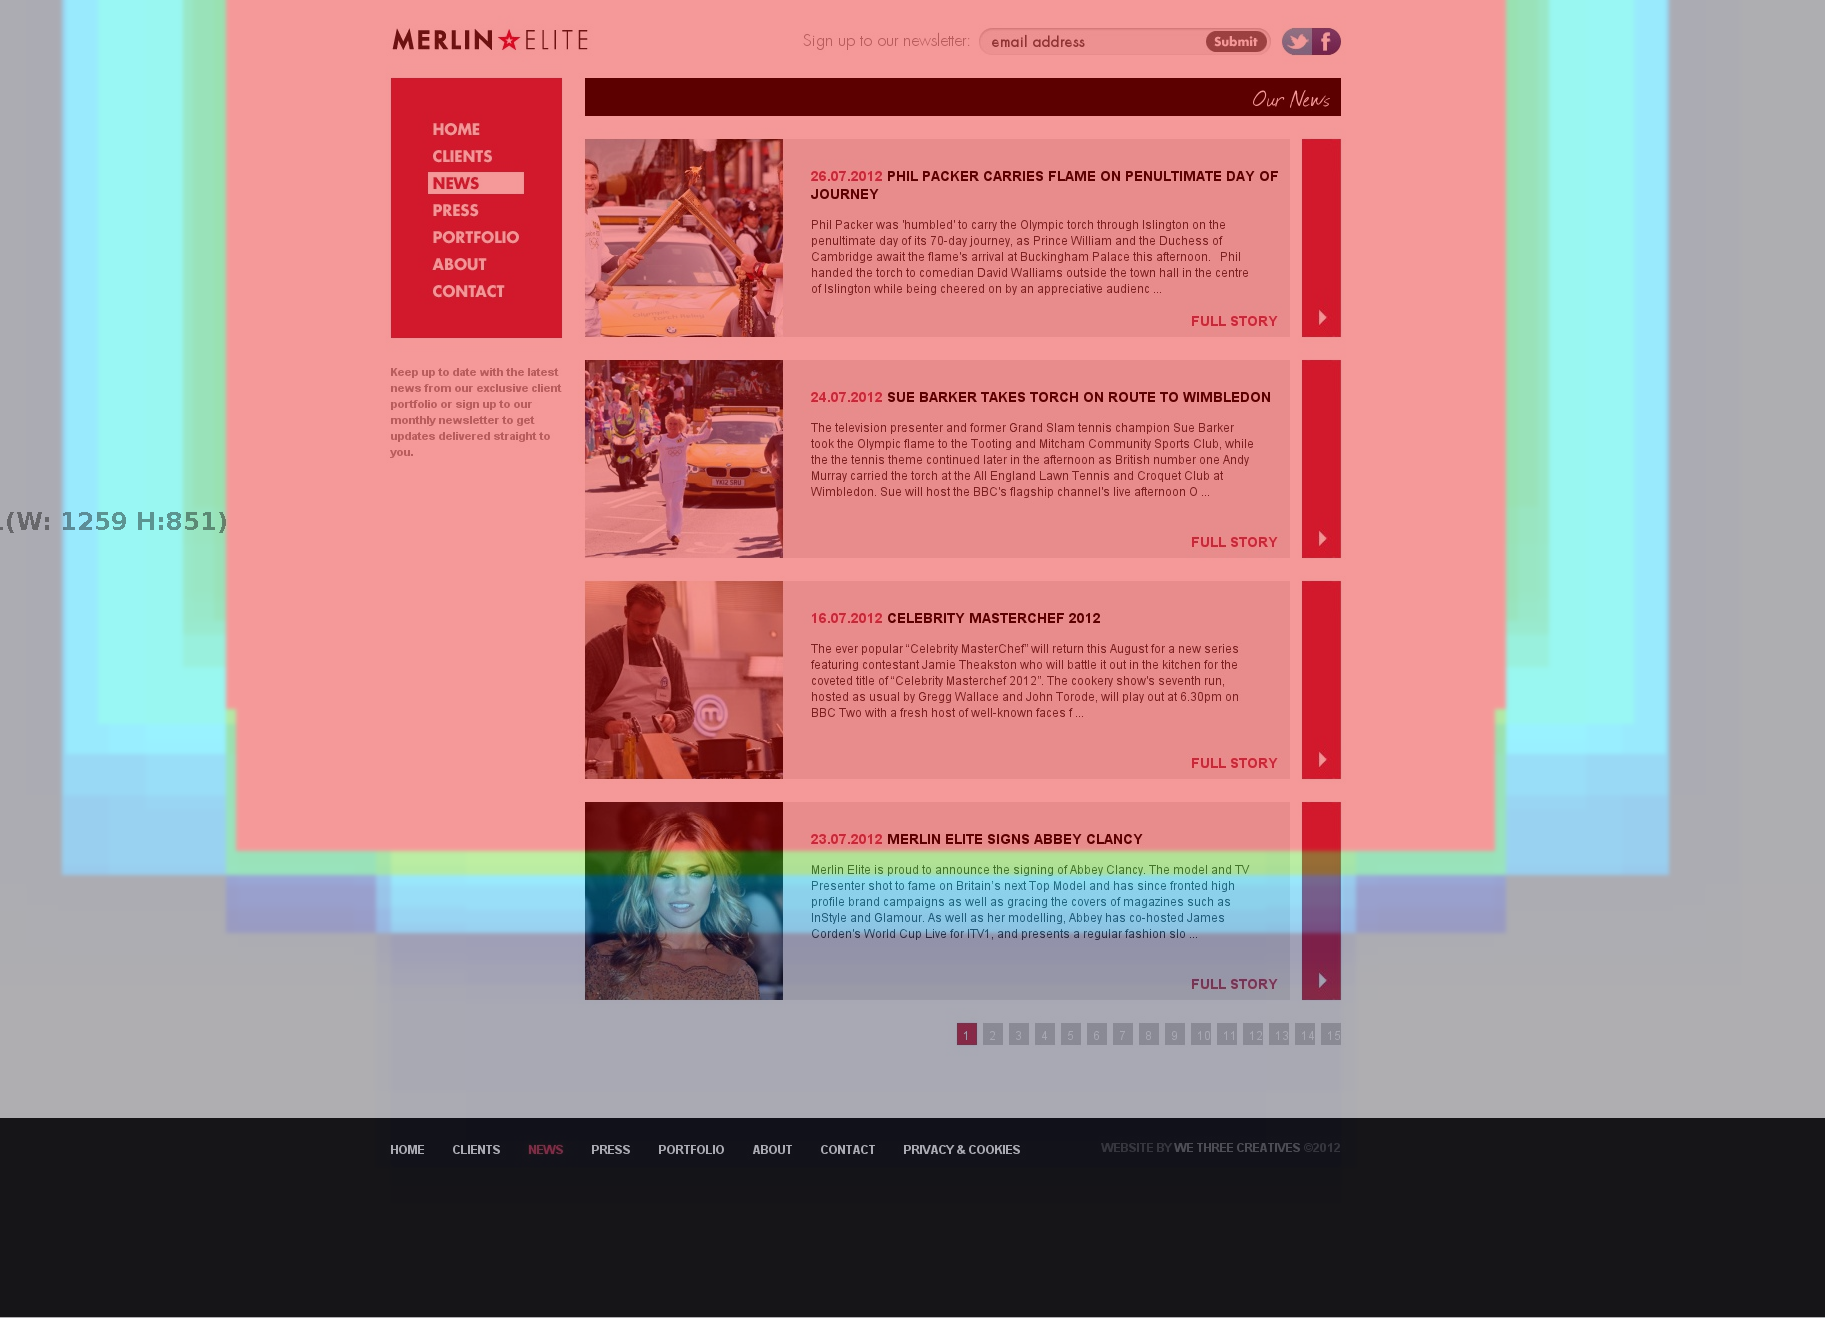 MERLIN ELITE
Sign up to our newsletter:
email address
Submit
HOME
CLIENTS
NEWS
PRESS
PORTFOLIO
ABOUT
CONTACT
Keep up to date with the latest
news from our exclusive client
portfolio or sign up to our
monthly newsletter to get
updates delivered straight to
you.
(W: 1259 H:851)
Our News
26.07.2012 PHIL PACKER CARRIES FLAME ON PENULTIMATE DAY OF
JOURNEY
Phil Packer was 'humbled' to carry the Olympic torch through Islington on the
penultimate day of its 70-day journey, as Prince William and the Duchess of
Cambridge await the flame's arrival at Buckingham Palace this afternoon. Phil
handed the torch to comedian David Walliams outside the town hall in the centre
of Islington while being cheered on by an appreciative audienc ...
FULL STORY
24.07.2012 SUE BARKER TAKES TORCH ON ROUTE TO WIMBLEDON
The television presenter and former Grand Slam tennis champion Sue Barker
took the Olympic flame to the Tooting and Mitcham Community Sports Club, while
the the tennis theme continued later in the afternoon as British number one Andy
Murray carried the torch at the All England Lawn Tennis and Croquet Club at
Wimbledon. Sue will host the BBC's flagship channel's live afternoon O ...
FULL STORY
16.07.2012 CELEBRITY MASTERCHEF 2012
The ever popular “Celebrity MasterChef” will return this August for a new series
featuring contestant Jamie Theakston who will battle it out in the kitchen for the
coveted title of “Celebrity Masterchef 2012”. The cookery show's seventh run,
hosted as usual by Gregg Wallace and John Torode, will play out at 6.30pm on
BBC Two with a fresh host of well-known faces f ...
FULL STORY
23.07.2012 MERLIN ELITE SIGNS ABBEY CLANCY
Merlin Elite is proud to announce the signing of Abbey Clancy. The model and TV
Presenter shot to fame on Britain's next Top Model and has since fronted high
profile brand campaigns as well as gracing the covers of magazines such as
InStyle and Glamour. As well as her modelling, Abbey has co-hosted James
Corden's World Cup Live for ITV1, and presents a regular fashion slo ...
FULL STORY
1 2 3 4 5 6 7 8 9 10 11 12 13 14 15
HOME CLIENTS NEWS PRESS PORTFOLIO ABOUT CONTACT PRIVACY & COOKIES
WEBSITE BY WE THREE CREATIVES ©2012